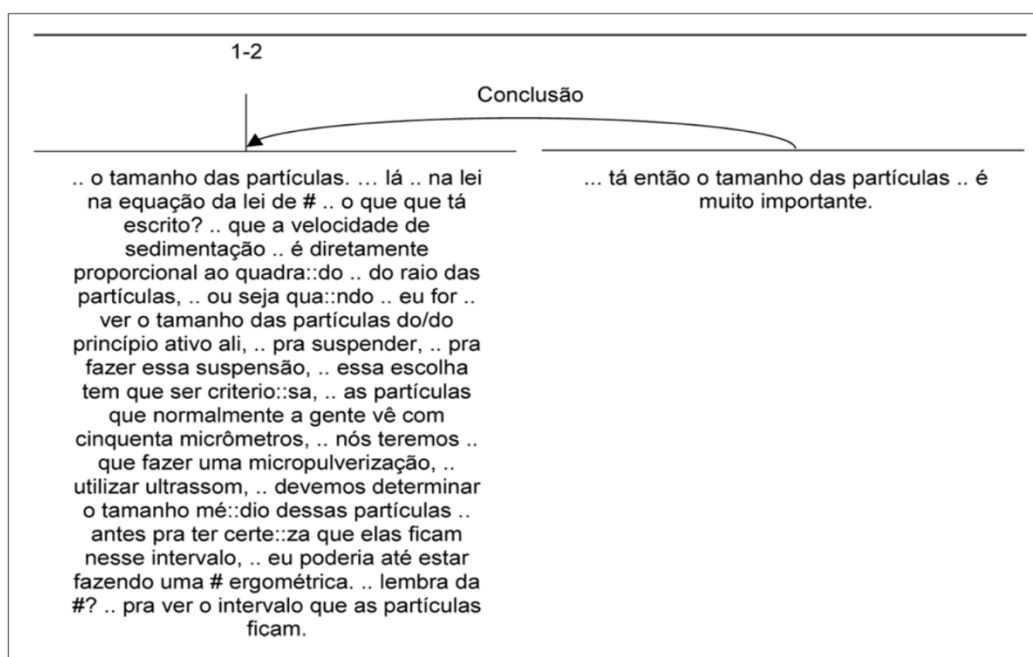 1-2
Conclusão
.. o tamanho das partículas. ... lá .. na lei
na equação da lei de # .. o que que tá
escrito? .. que a velocidade de
sedimentação .. é diretamente
proporcional ao quadra::do .. do raio das
partículas, .. ou seja qua::ndo .. eu for ..
ver o tamanho das partículas do/do
princípio ativo ali, .. pra suspender, .. pra
fazer essa suspensão, .. essa escolha
tem que ser criterio::sa, .. as partículas
que normalmente a gente vê com
cinquenta micrômetros, .. nós teremos ..
que fazer uma micropulverização, ..
utilizar ultrassom, .. devemos determinar
o tamanho mé::dio dessas partículas ..
antes pra ter certe::za que elas ficam
nesse intervalo, .. eu poderia até estar
fazendo uma # ergométrica. .. lembra da
#? .. pra ver o intervalo que as partículas
ficam.
... tá então o tamanho das partículas .. é
muito importante.